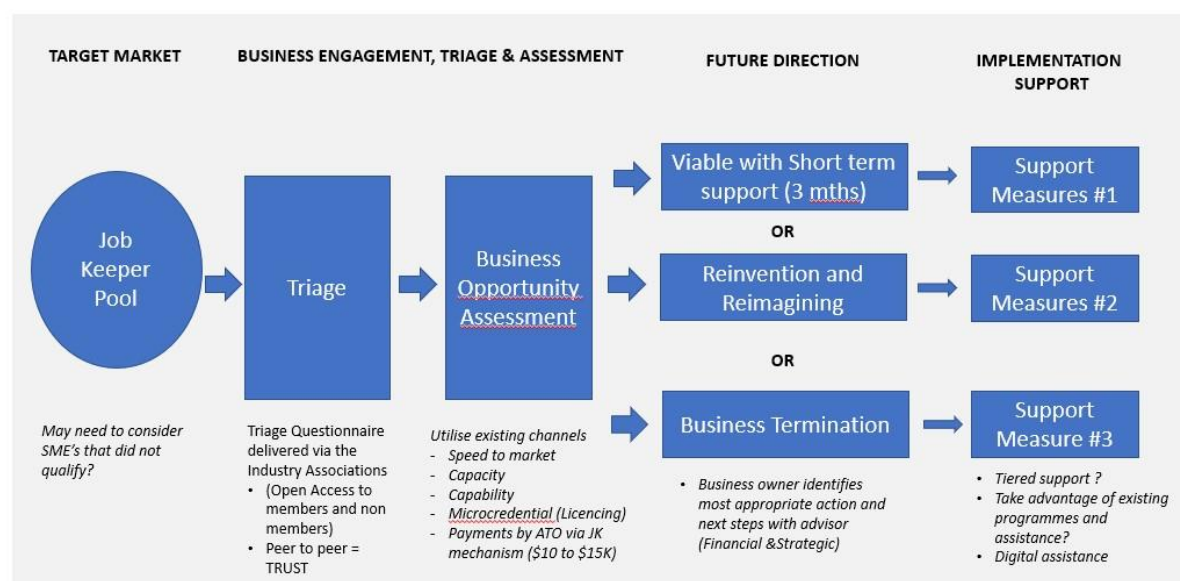 TARGET MARKET
BUSINESS ENGAGEMENT, TRIAGE & ASSESSMENT
FUTURE DIRECTION
IMPLEMENTATION
SUPPORT
Job
Keeper
Pool
Triage
Business
Opportunity
Assessment
Viable with Short term
support (3 mths)
OR
Reinvention and
Reimagining
OR
Business Termination
Support
Measures #1
Support
Measures #2
Support
Measure #3
May need to consider
SME's that did not
qualify?
Triage Questionnaire
delivered via the
Industry Associations
• (Open Access to
members and non
members)
• Peer to peer =
TRUST
Utilise existing channels
- Speed to market
- Capacity
- Capability
- Microcredential (Licencing)
- Payments by ATO via JK
mechanism ($10 to $15K)
• Business owner identifies
most appropriate action and
next steps with advisor
(Financial &Strategic)
• Tiered support ?
• Take advantage of existing
programmes and
assistance?
• Digital assistance